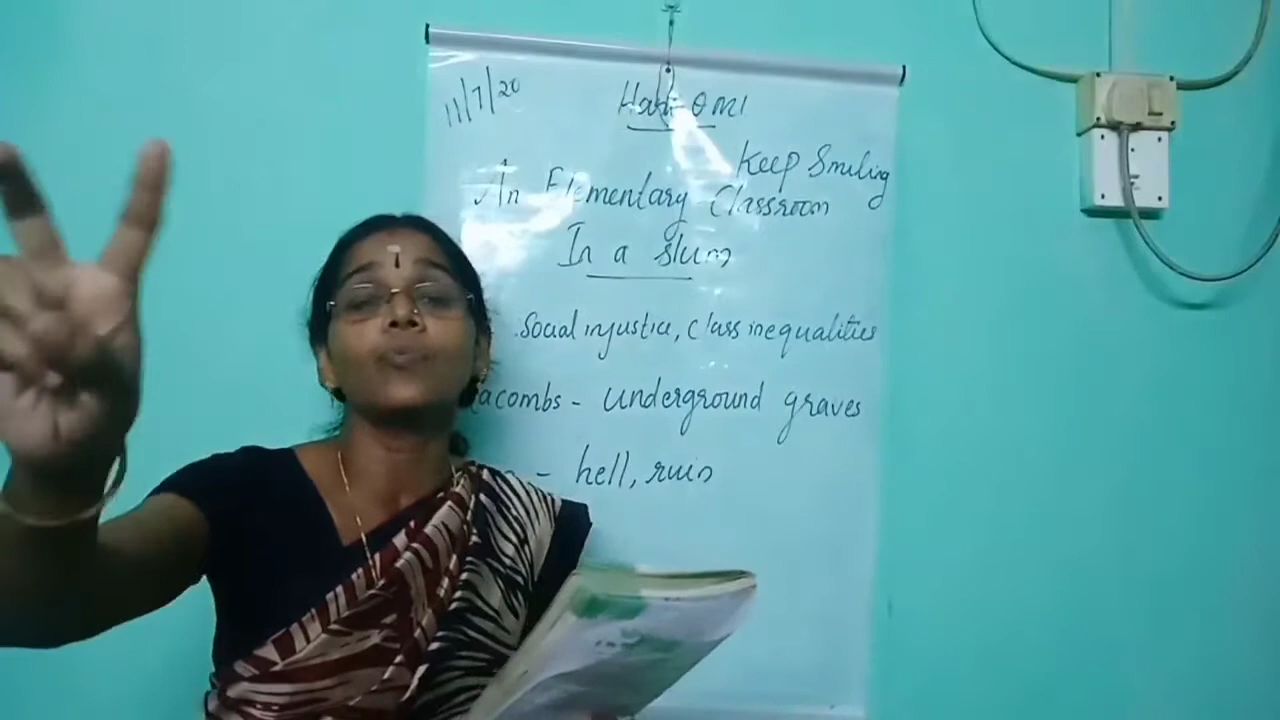 11/7/20
Hari OM!
Keep Smiling
An Elementary Classroom
In a slum
Social injustice, class inequalities
acombs - underground graves
- hell, ruin